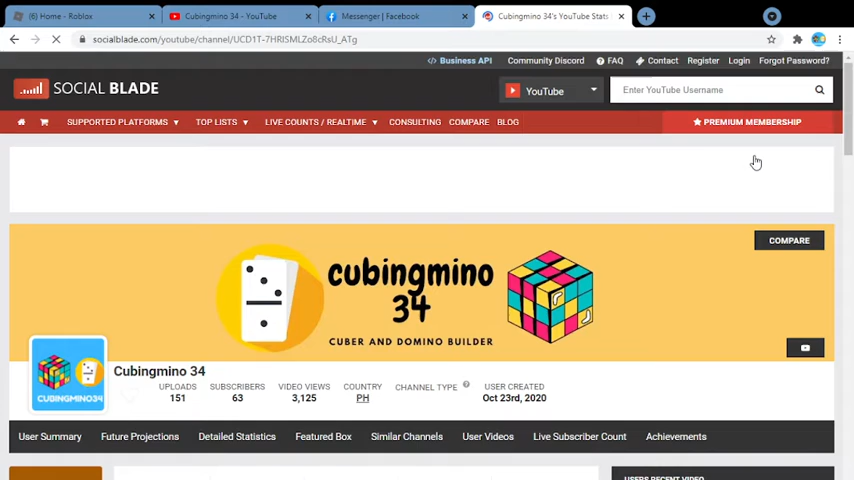 (6) Home - Roblox
Cubingmino 34 - YouTube
Messenger | Facebook
Cubingmino 34's YouTube Stats
socialblade.com/youtube/channel/UCD1T-7HRISMLZo8cRsU_ATg
</> Business API
Community Discord
FAQ
Contact
Register
Login
Forgot Password?
SOCIAL BLADE
YouTube
Enter YouTube Username
SUPPORTED PLATFORMS
TOP LISTS
LIVE COUNTS / REALTIME
CONSULTING
COMPARE
BLOG
PREMIUM MEMBERSHIP
COMPARE
cubingmino
34
CUBER AND DOMINO BUILDER
CUBINGMINO34
Cubingmino 34
UPLOADS
151
SUBSCRIBERS
63
VIDEO VIEWS
3,125
COUNTRY
PH
CHANNEL TYPE
USER CREATED
Oct 23rd, 2020
User Summary
Future Projections
Detailed Statistics
Featured Box
Similar Channels
User Videos
Live Subscriber Count
Achievements
USERS RECENT VIDEO